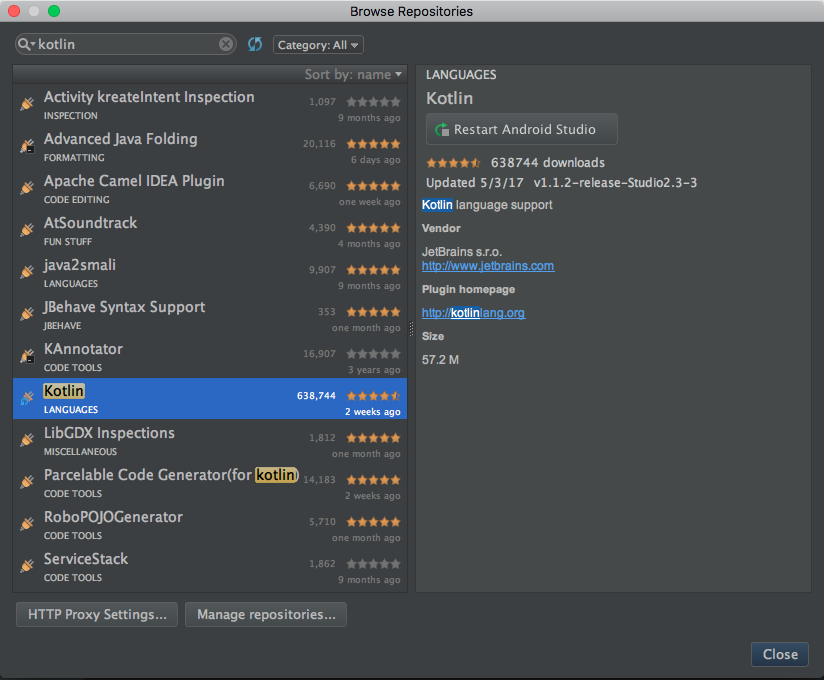 Browse Repositories
kotlin
Category: All
Sort by: name
Activity kreateIntent Inspection 1,097
INSPECTION 9 months ago
Advanced Java Folding 20,116
FORMATTING 6 days ago
Apache Camel IDEA Plugin 6,690
CODE EDITING one week ago
AtSoundtrack 4,390
FUN STUFF 4 months ago
java2smali 9,907
LANGUAGES 9 months ago
JBehave Syntax Support 353
JBEHAVE one month ago
KAnnotator 16,907
CODE TOOLS 3 years ago
Kotlin 638,744
LANGUAGES 2 weeks ago
LibGDX Inspections 1,812
MISCELLANEOUS one month ago
Parcelable Code Generator(for kotlin) 14,183
CODE TOOLS 2 weeks ago
RoboPOJOGenerator 5,710
CODE TOOLS one month ago
ServiceStack 1,862
CODE TOOLS 9 months ago
LANGUAGES
Kotlin
Restart Android Studio
638744 downloads
Updated 5/3/17 v1.1.2-release-Studio2.3-3
Kotlin language support
Vendor
JetBrains s.r.o.
http://www.jetbrains.com
Plugin homepage
http://kotlinlang.org
Size
57.2 M
HTTP Proxy Settings...
Manage repositories...
Close